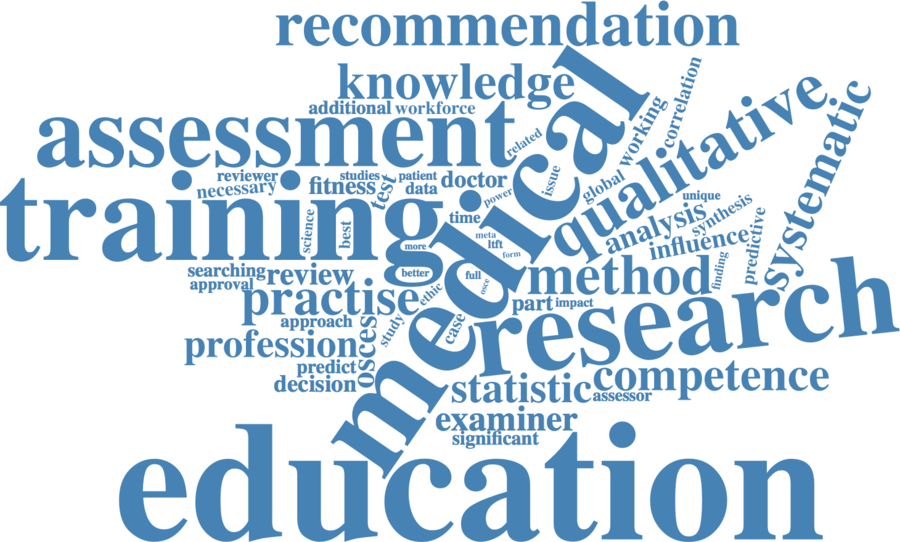 recommendation
knowledge
additional workforce
assessment
related
working
correlation
qualitative
systematic
medical
reviewer
necessary
studies
fitness
test
patient
data
doctor
power
issue
global
unique
training
science
best
more
time
meta
ltft
form
analysis
synthesis
influence
predictive
finding
searching
approval
review
better
full
osce
ethic
method
practise
part
impact
research
approach
study
case
osces
profession
predict
decision
statistic
competence
assessor
examiner
significant
education